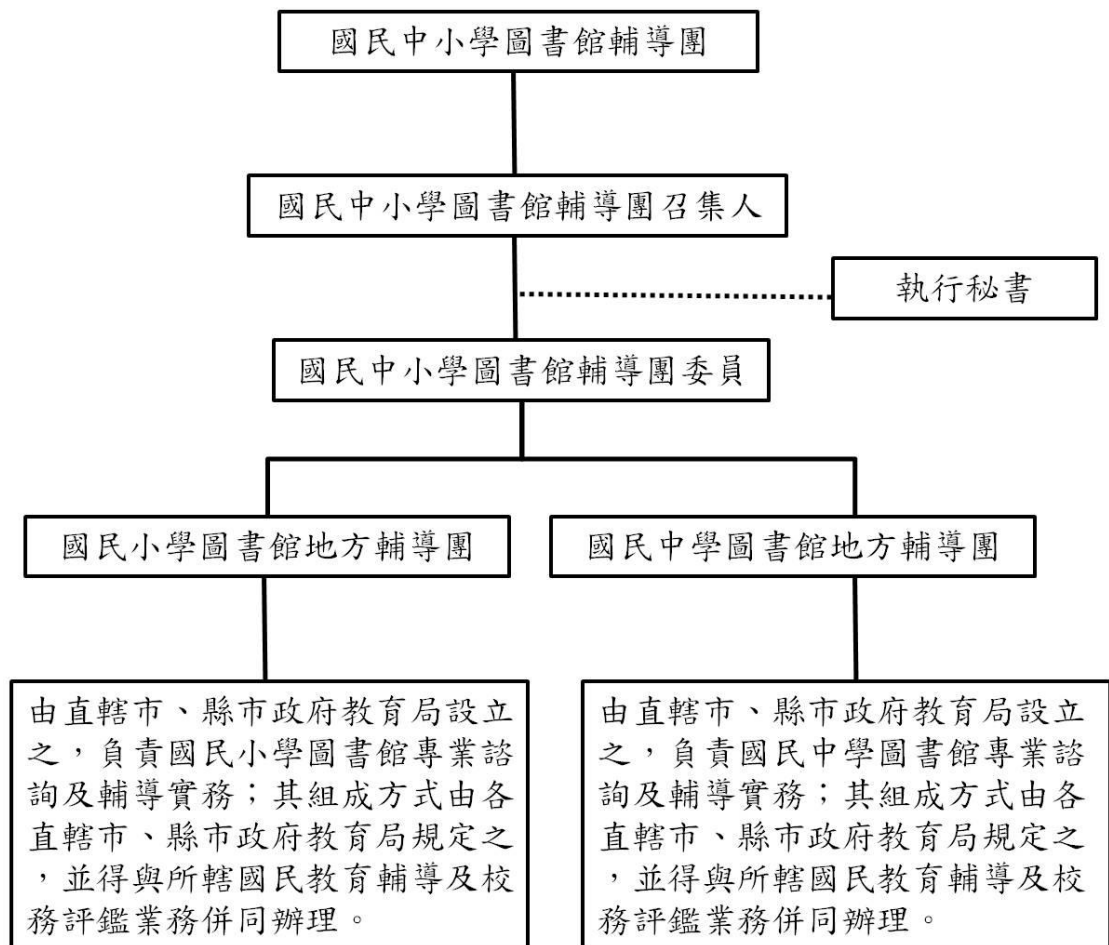 國民中小學圖書館輔導團
國民中小學圖書館輔導團召集人
執行秘書
國民中小學圖書館輔導團委員
國民小學圖書館地方輔導團
國民中學圖書館地方輔導團
由直轄市、縣市政府教育局設立
之，負責國民小學圖書館專業諮
詢及輔導實務；其組成方式由各
直轄市、縣市政府教育局規定之
，並得與所轄國民教育輔導及校
務評鑑業務併同辦理。
由直轄市、縣市政府教育局設立
之，負責國民中學圖書館專業諮
詢及輔導實務；其組成方式由各
直轄市、縣市政府教育局規定之
，並得與所轄國民教育輔導及校
務評鑑業務併同辦理。